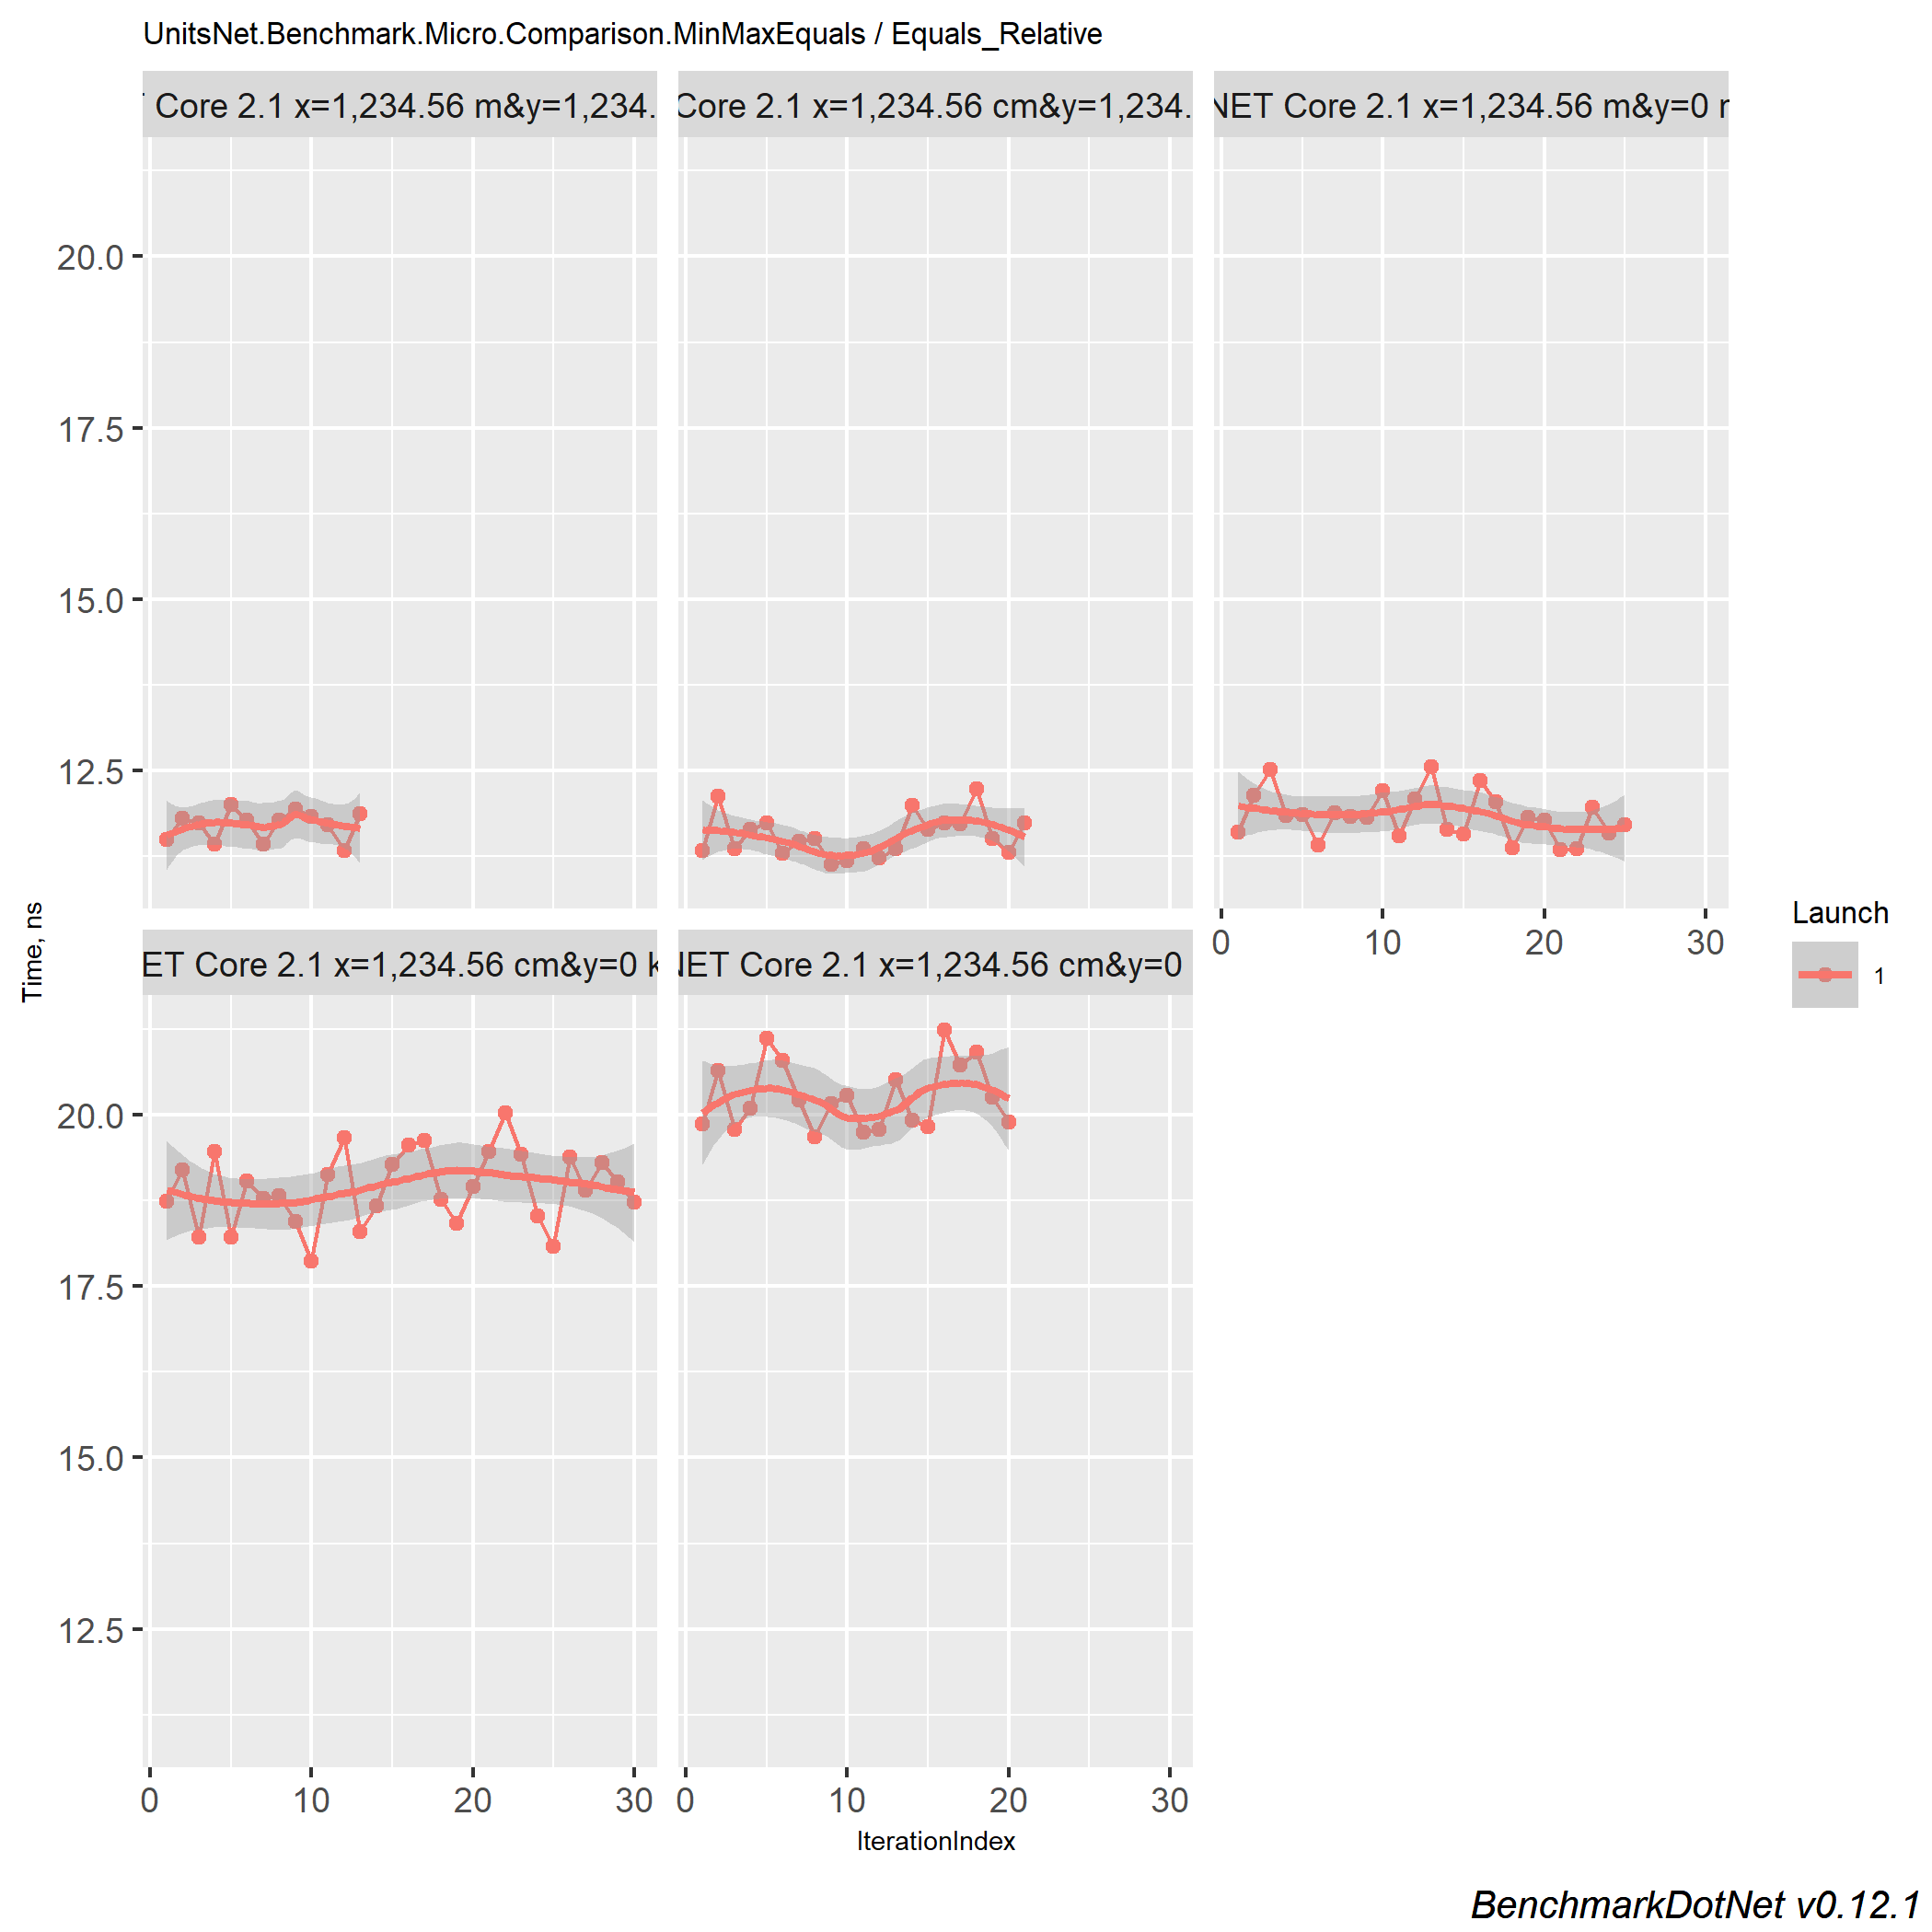 UnitsNet.Benchmark.Micro.Comparison.MinMaxEquals / Equals_Relative
Core 2.1 x=1,234.56 m&y=1,234.
Core 2.1 x=1,234.56 cm&y=1,234.
NET Core 2.1 x=1,234.56 m&y=0
20.0
17.5
15.0
12.5
0 10 20 30
Time, ns
Launch
1
ET Core 2.1 x=1,234.56 cm&y=0 k
NET Core 2.1 x=1,234.56 cm&y=0
20.0
17.5
15.0
12.5
0 10 20 30
0 10 20 30
IterationIndex
BenchmarkDotNet v0.12.1